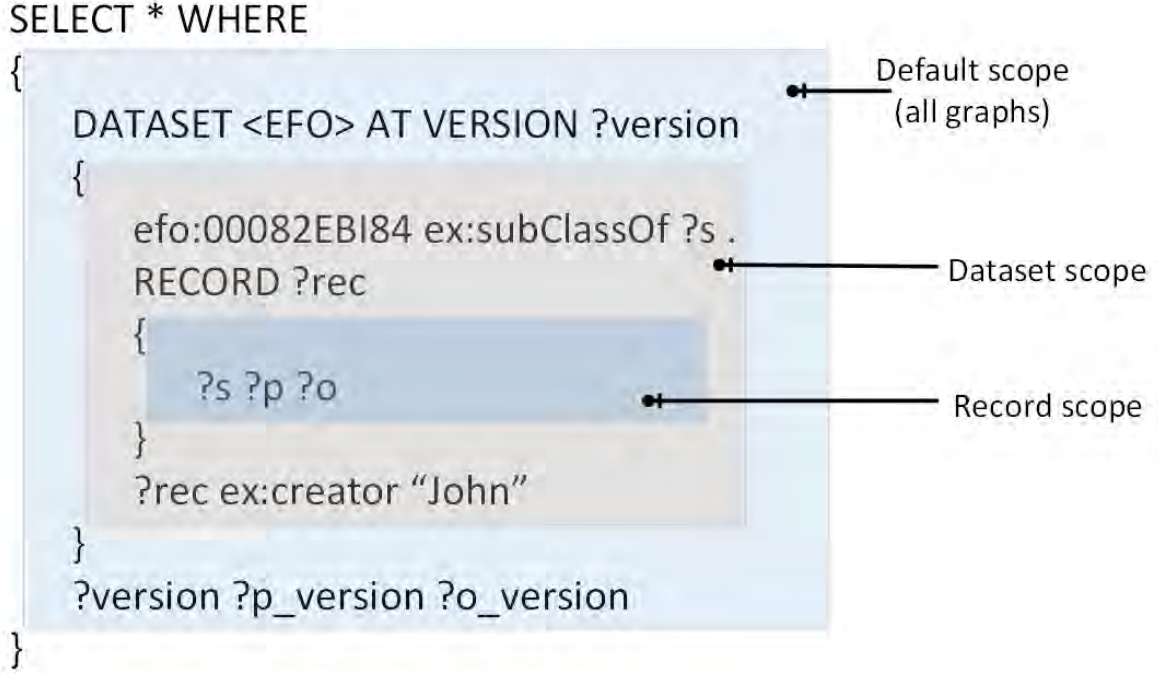 SELECT * WHERE
{
Default scope
(all graphs)
DATASET <EFO> AT VERSION ?version
{
efo:00082EBI84 ex:subClassOf ?s .
Dataset scope
RECORD ?rec
{
?s ?p ?o
Record scope
}
?rec ex:creator “John”
}
?version ?p_version ?o_version
}